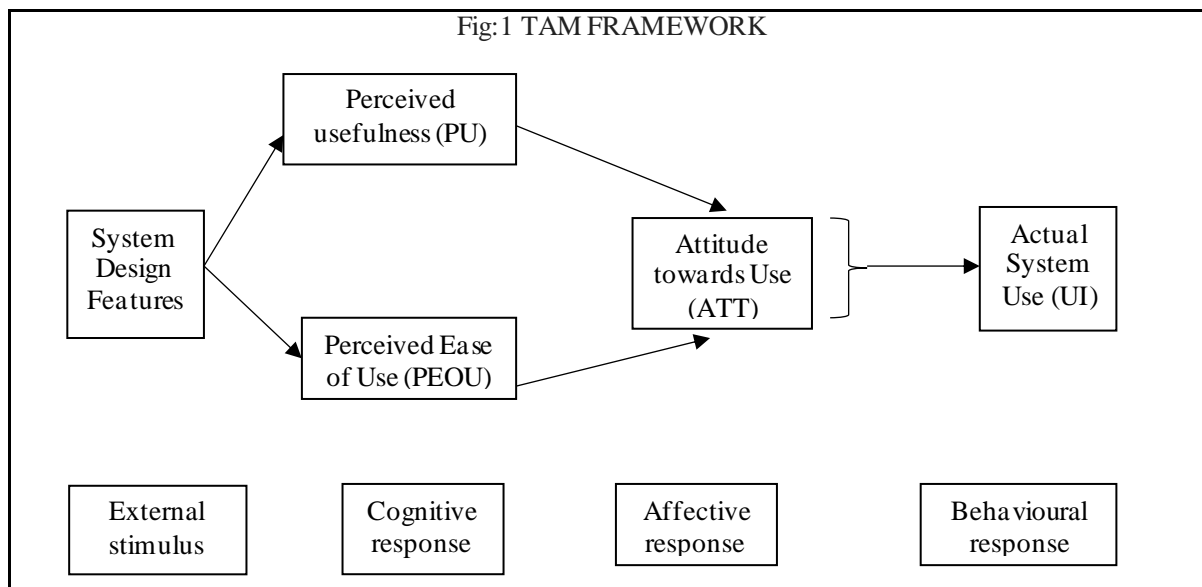 Fig:1 TAM FRAMEWORK
Perceived
usefulness (PU)
System
Design
Features
Attitude
towards Use
(ATT)
Actual
System
Use (UI)
Perceived Ease
of Use (PEOU)
External
stimulus
Cognitive
response
Affective
response
Behavioural
response